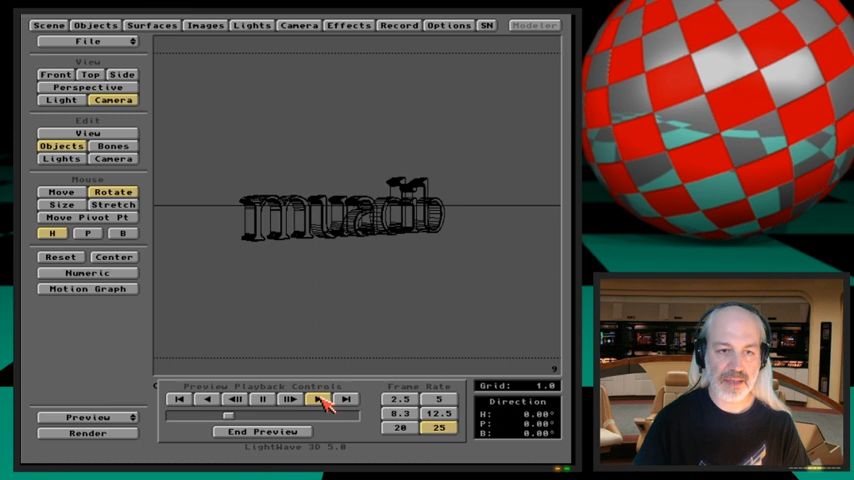 Scene Objects Surfaces Images Lights Camera Effects Record Options SN Modeler
File
View
Front Top Side
Perspective
Light Camera
Edit
View
Objects Bones
Lights Camera
Mouse
Move Rotate
Size Stretch
Move Pivot Pt
H P B
Reset Center
Numeric
Motion Graph
muadib
9
Preview Playback Controls
Frame Rate
2.5 5
8.3 12.5
20 25
End Preview
Grid: 1.0
Direction
H: 0.00°
P: 0.00°
B: 0.00°
Preview
Render
LightWave 3D 5.0